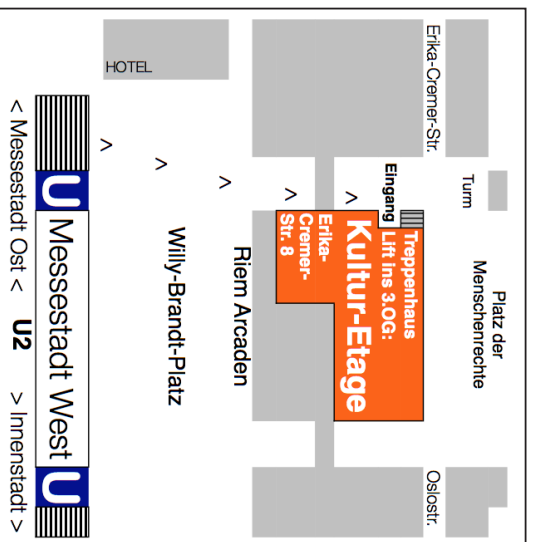 HOTEL
Erika-Cremer-Str.
Turm
Platz der
Menschenrechte
Eingang
Treppenhaus
Lift ins 3.OG:
Kultur-Etage
Erika-
Cremer-
Str. 8
Oslostr.
Riem Arcaden
Willy-Brandt-Platz
>
>
>
>
>
U Messestadt West U
< Messestadt Ost < U2 > Innenstadt >